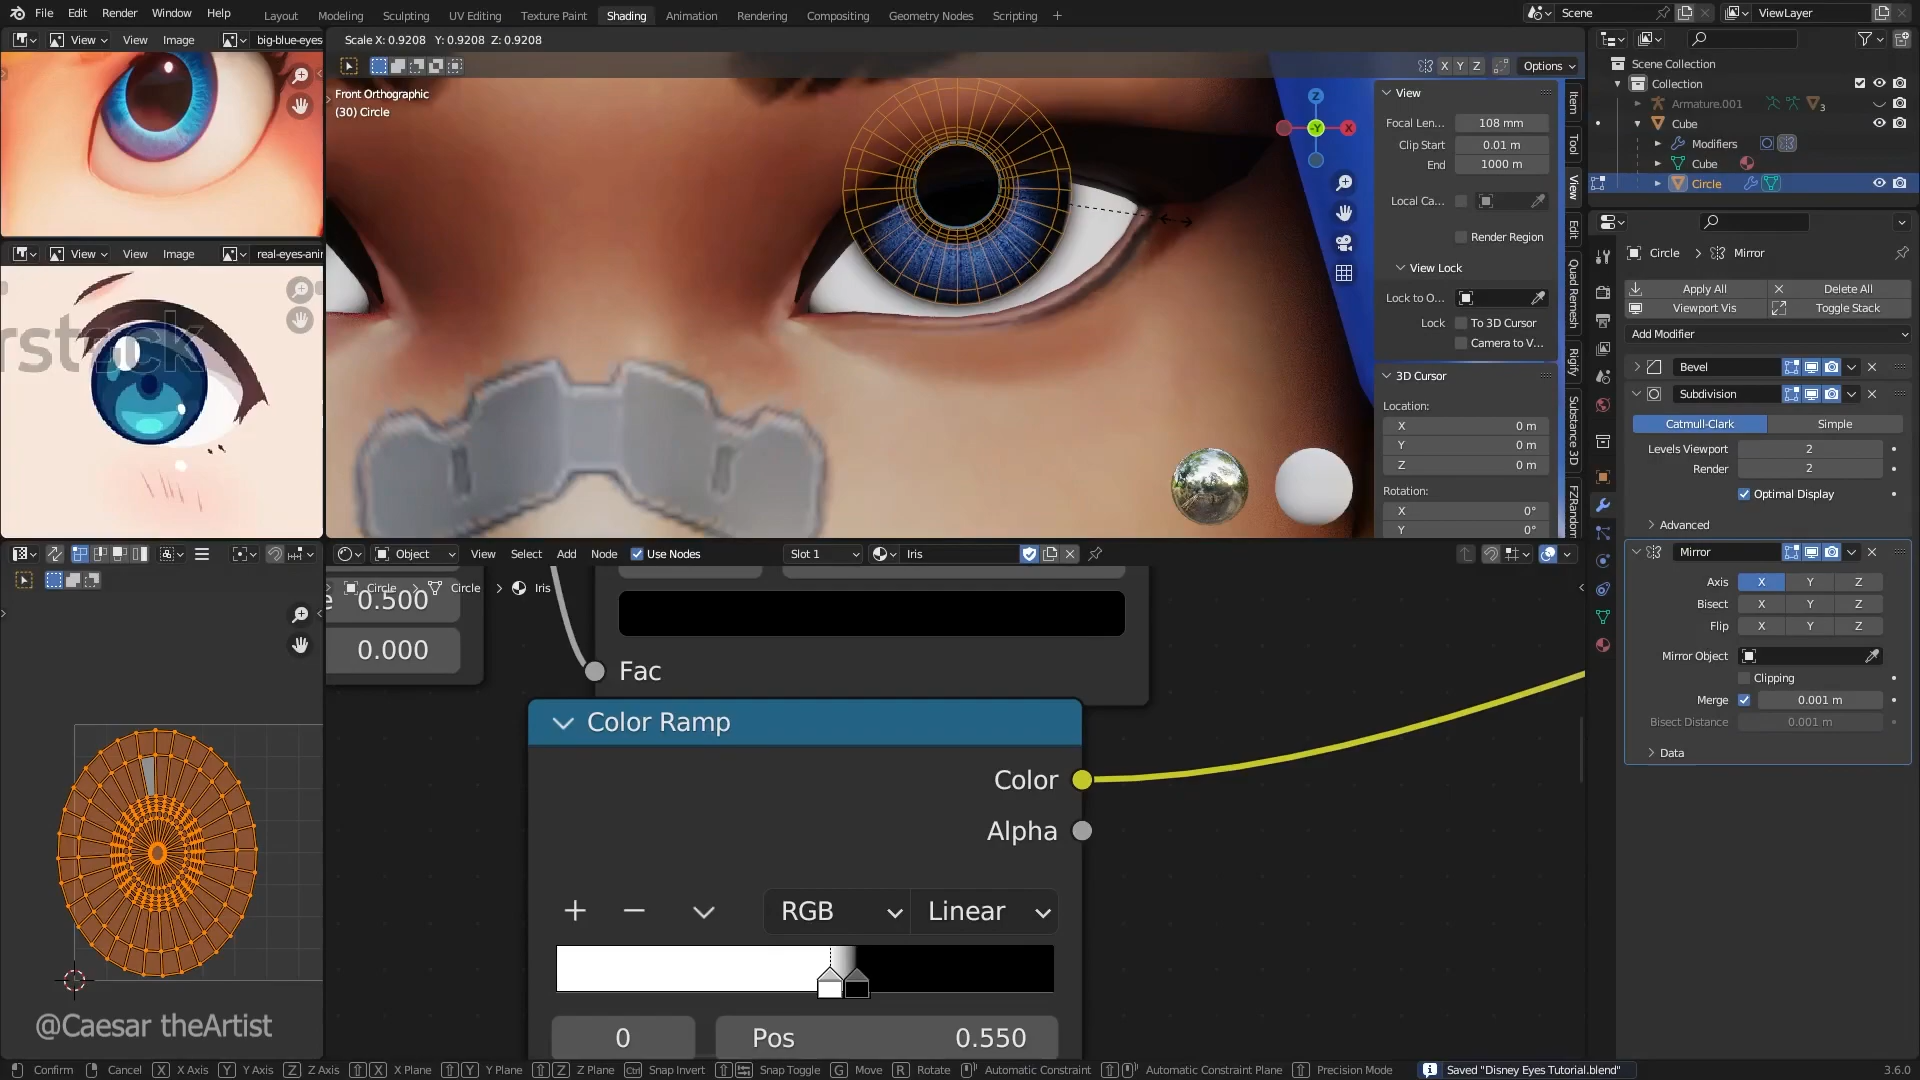 File Edit Render Window Help
Layout Modeling Sculpting UV Editing Texture Paint Shading Animation Rendering Compositing Geometry Nodes Scripting +
Scene
ViewLayer
View View Image big-blue-eyes
Scale X: 0.9208 Y: 0.9208 Z: 0.9208
X Y Z Options
Front Orthographic
(30) Circle
Z
-Y X
View
Focal Len... 108 mm
Clip Start 0.01 m
End 1000 m
Local Ca...
Render Region
View Lock
Lock to O...
Lock To 3D Cursor
Camera to V...
3D Cursor
Location:
X 0 m
Y 0 m
Z 0 m
Rotation:
X 0°
Y 0°
Item
Tool
View
Edit
Quad Remesh
Rigify
Substance 3D
FZRandom
Scene Collection
Collection
Armature.001 3
Cube
Modifiers
Cube
Circle
Circle > Mirror
Apply All Delete All
Viewport Vis Toggle Stack
Add Modifier
Bevel
Subdivision
Catmull-Clark Simple
Levels Viewport 2
Render 2
Optimal Display
Advanced
Mirror
Axis X Y Z
Bisect X Y Z
Flip X Y Z
Mirror Object
Clipping
Merge 0.001 m
Bisect Distance 0.001 m
Data
View View Image real-eyes-ani
rstock
Object View Select Add Node Use Nodes Slot 1 Iris
Circle > Circle > Iris
e 0.500
0.000
Fac
Color Ramp
Color
Alpha
+ − RGB Linear
0 Pos 0.550
@Caesar theArtist
Confirm Cancel X X Axis Y Y Axis Z Z Axis X X Plane Y Y Plane Z Z Plane Ctrl Snap Invert Snap Toggle G Move R Rotate Automatic Constraint Automatic Constraint Plane Precision Mode Saved "Disney Eyes Tutorial.blend" 3.6.0